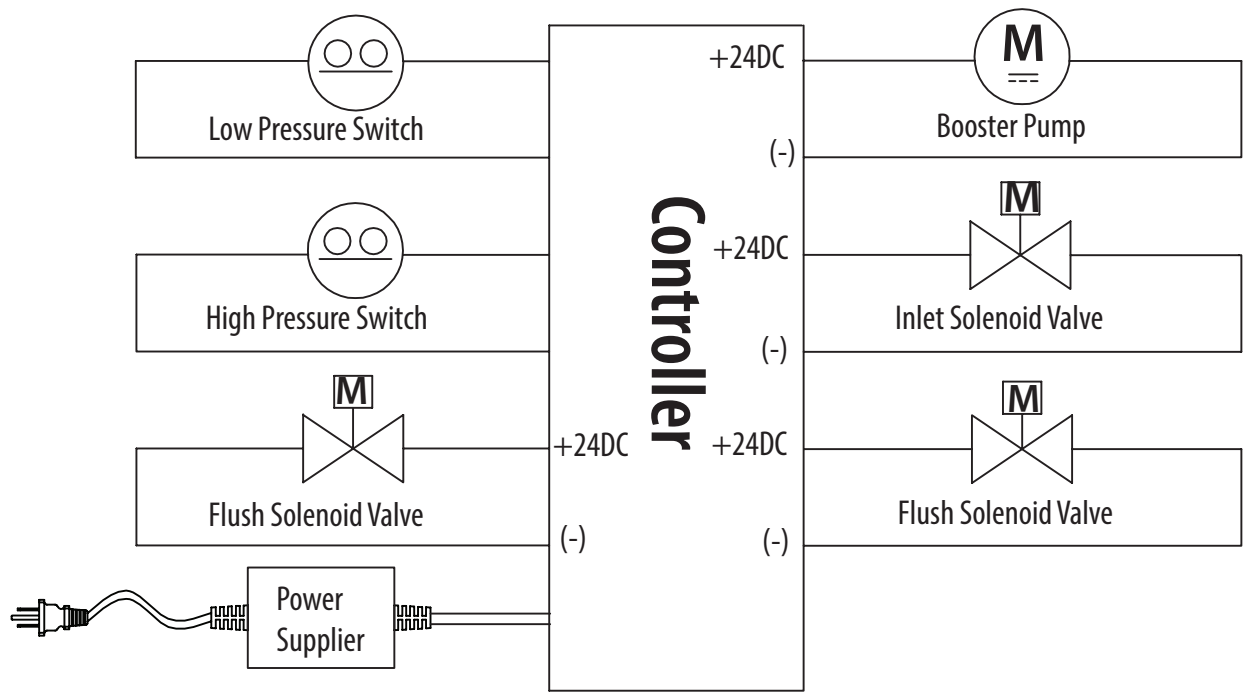 +24DC
M
Low Pressure Switch
Booster Pump
(-)
Controller
M
+24DC
High Pressure Switch
Inlet Solenoid Valve
(-)
M
M
+24DC
+24DC
Flush Solenoid Valve
Flush Solenoid Valve
(-)
(-)
Power
Supplier